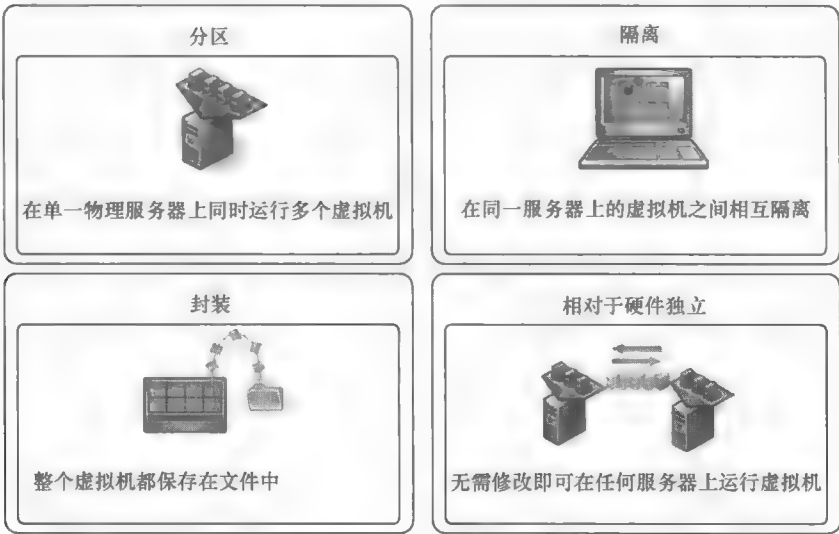 分区
在单一物理服务器上同时运行多个虚拟机
隔离
在同一服务器上的虚拟机之间相互隔离
封装
整个虚拟机都保存在文件中
相对于硬件独立
无需修改即可在任何服务器上运行虚拟机